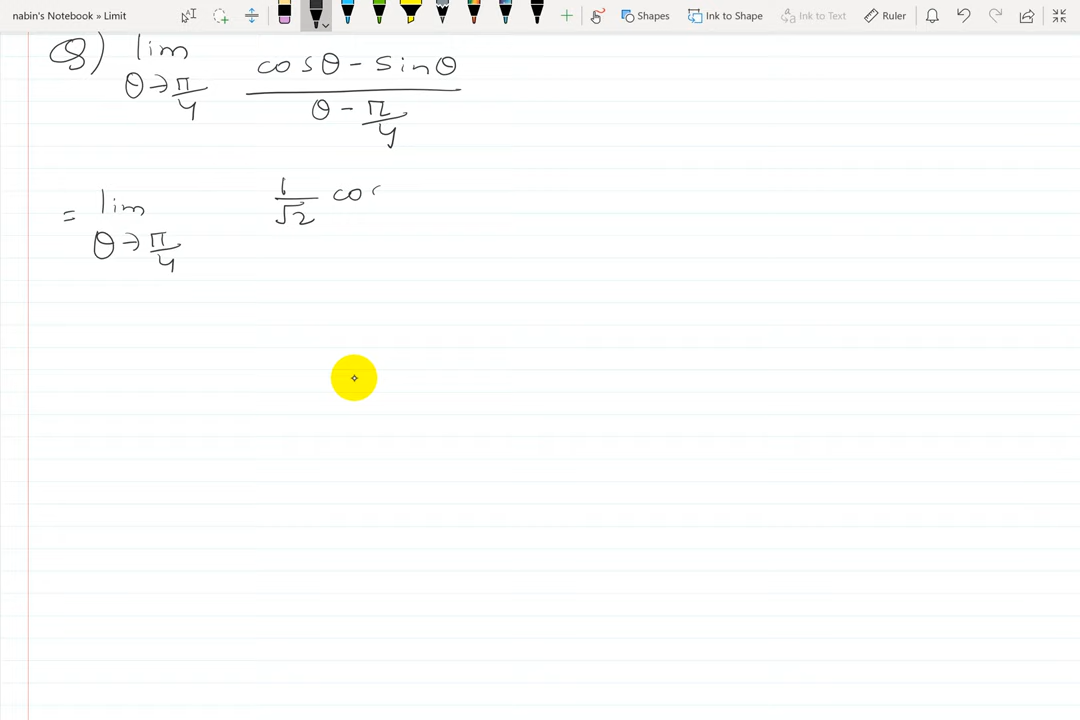 nabin's Notebook » Limit
Shapes
Ink to Shape
Ink to Text
Ruler
Q) lim cosθ - sinθ
θ→π/4 θ - π/4
= lim 1/√2 co
θ→π/4